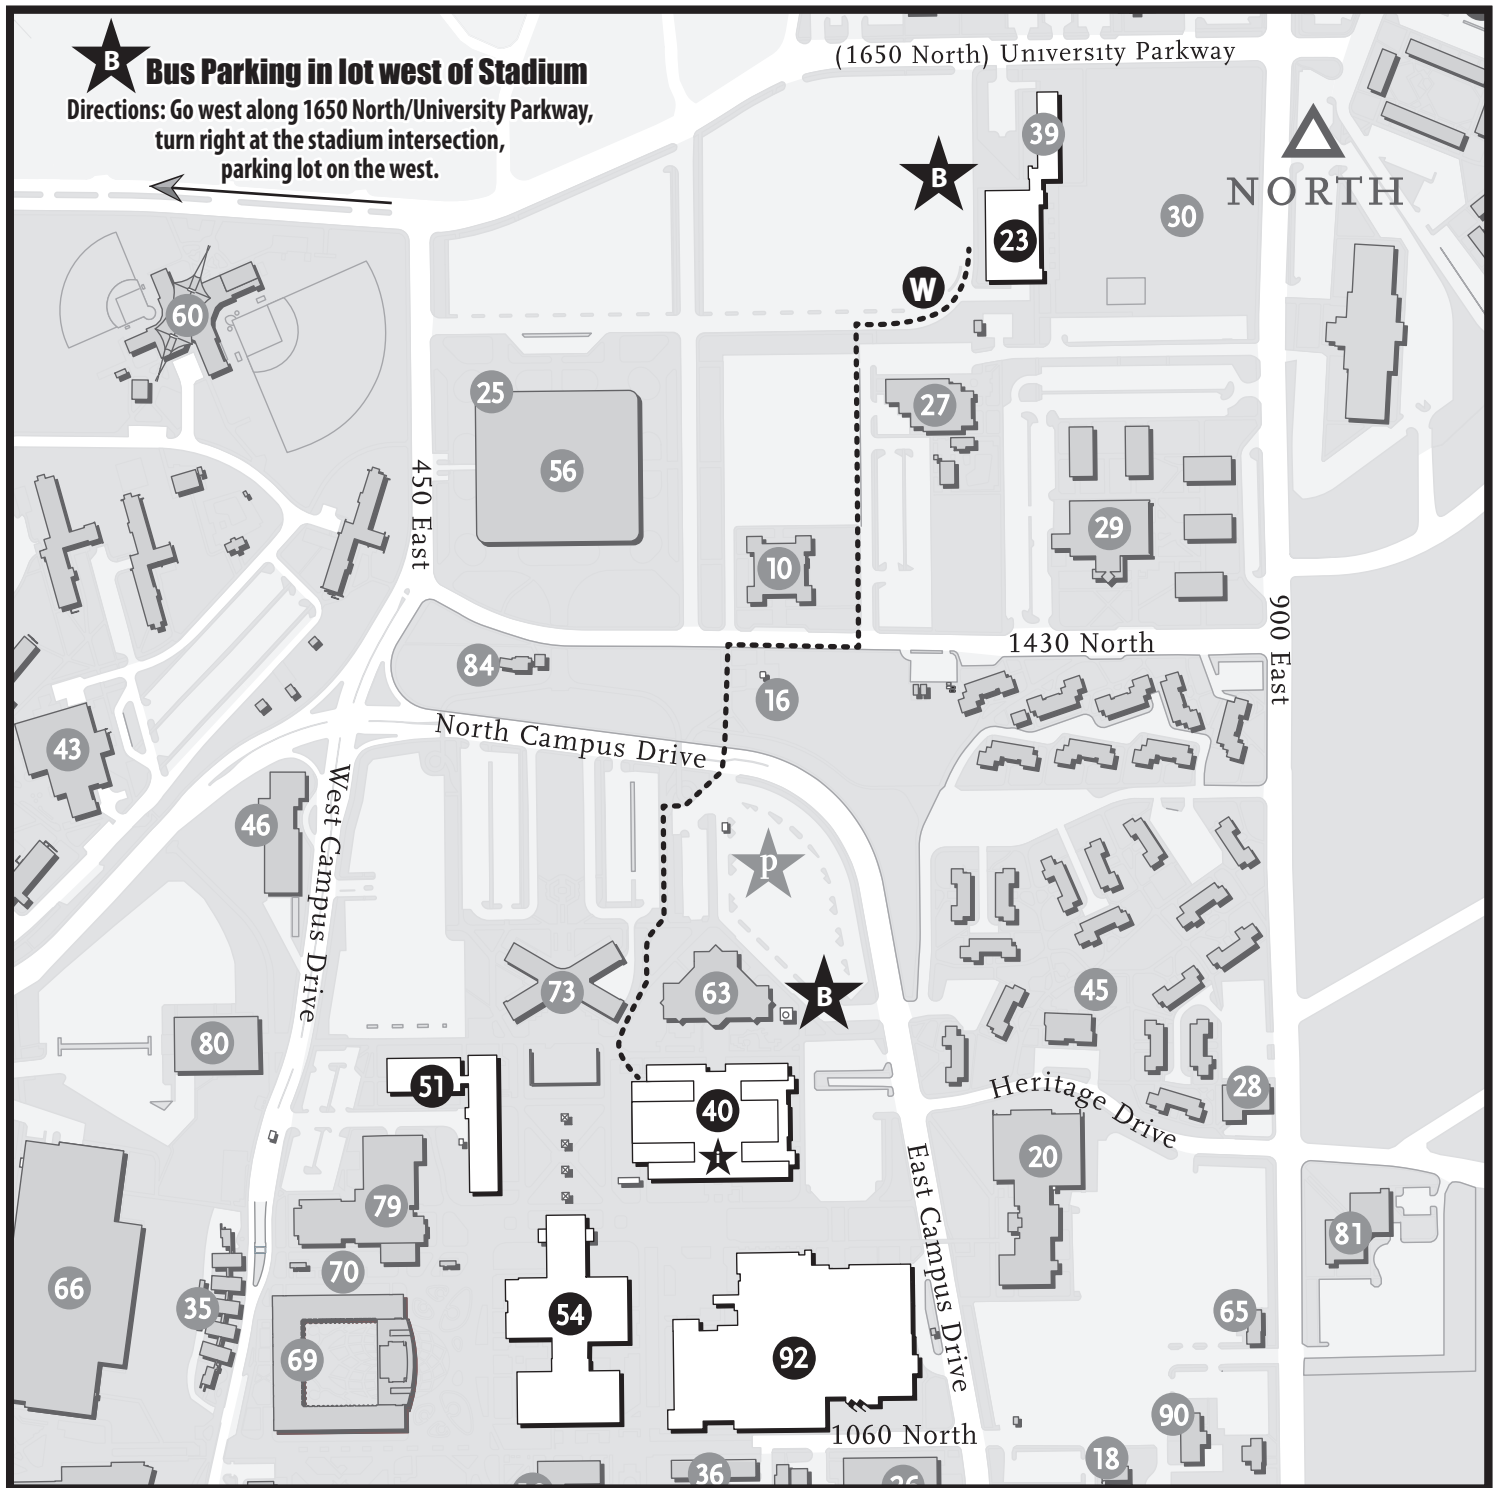 B
Bus Parking in lot west of Stadium
Directions: Go west along 1650 North/University Parkway,
turn right at the stadium intersection,
parking lot on the west.
(1650 North) University Parkway
39
B
NORTH
30
23
W
60
25
27
56
450 East
29
10
900 East
1430 North
84
16
North Campus Drive
43
West Campus Drive
46
P
73
63
B
45
80
51
Heritage Drive
28
40
i
20
East Campus Drive
79
81
70
66
35
54
65
69
92
90
1060 North
18
36